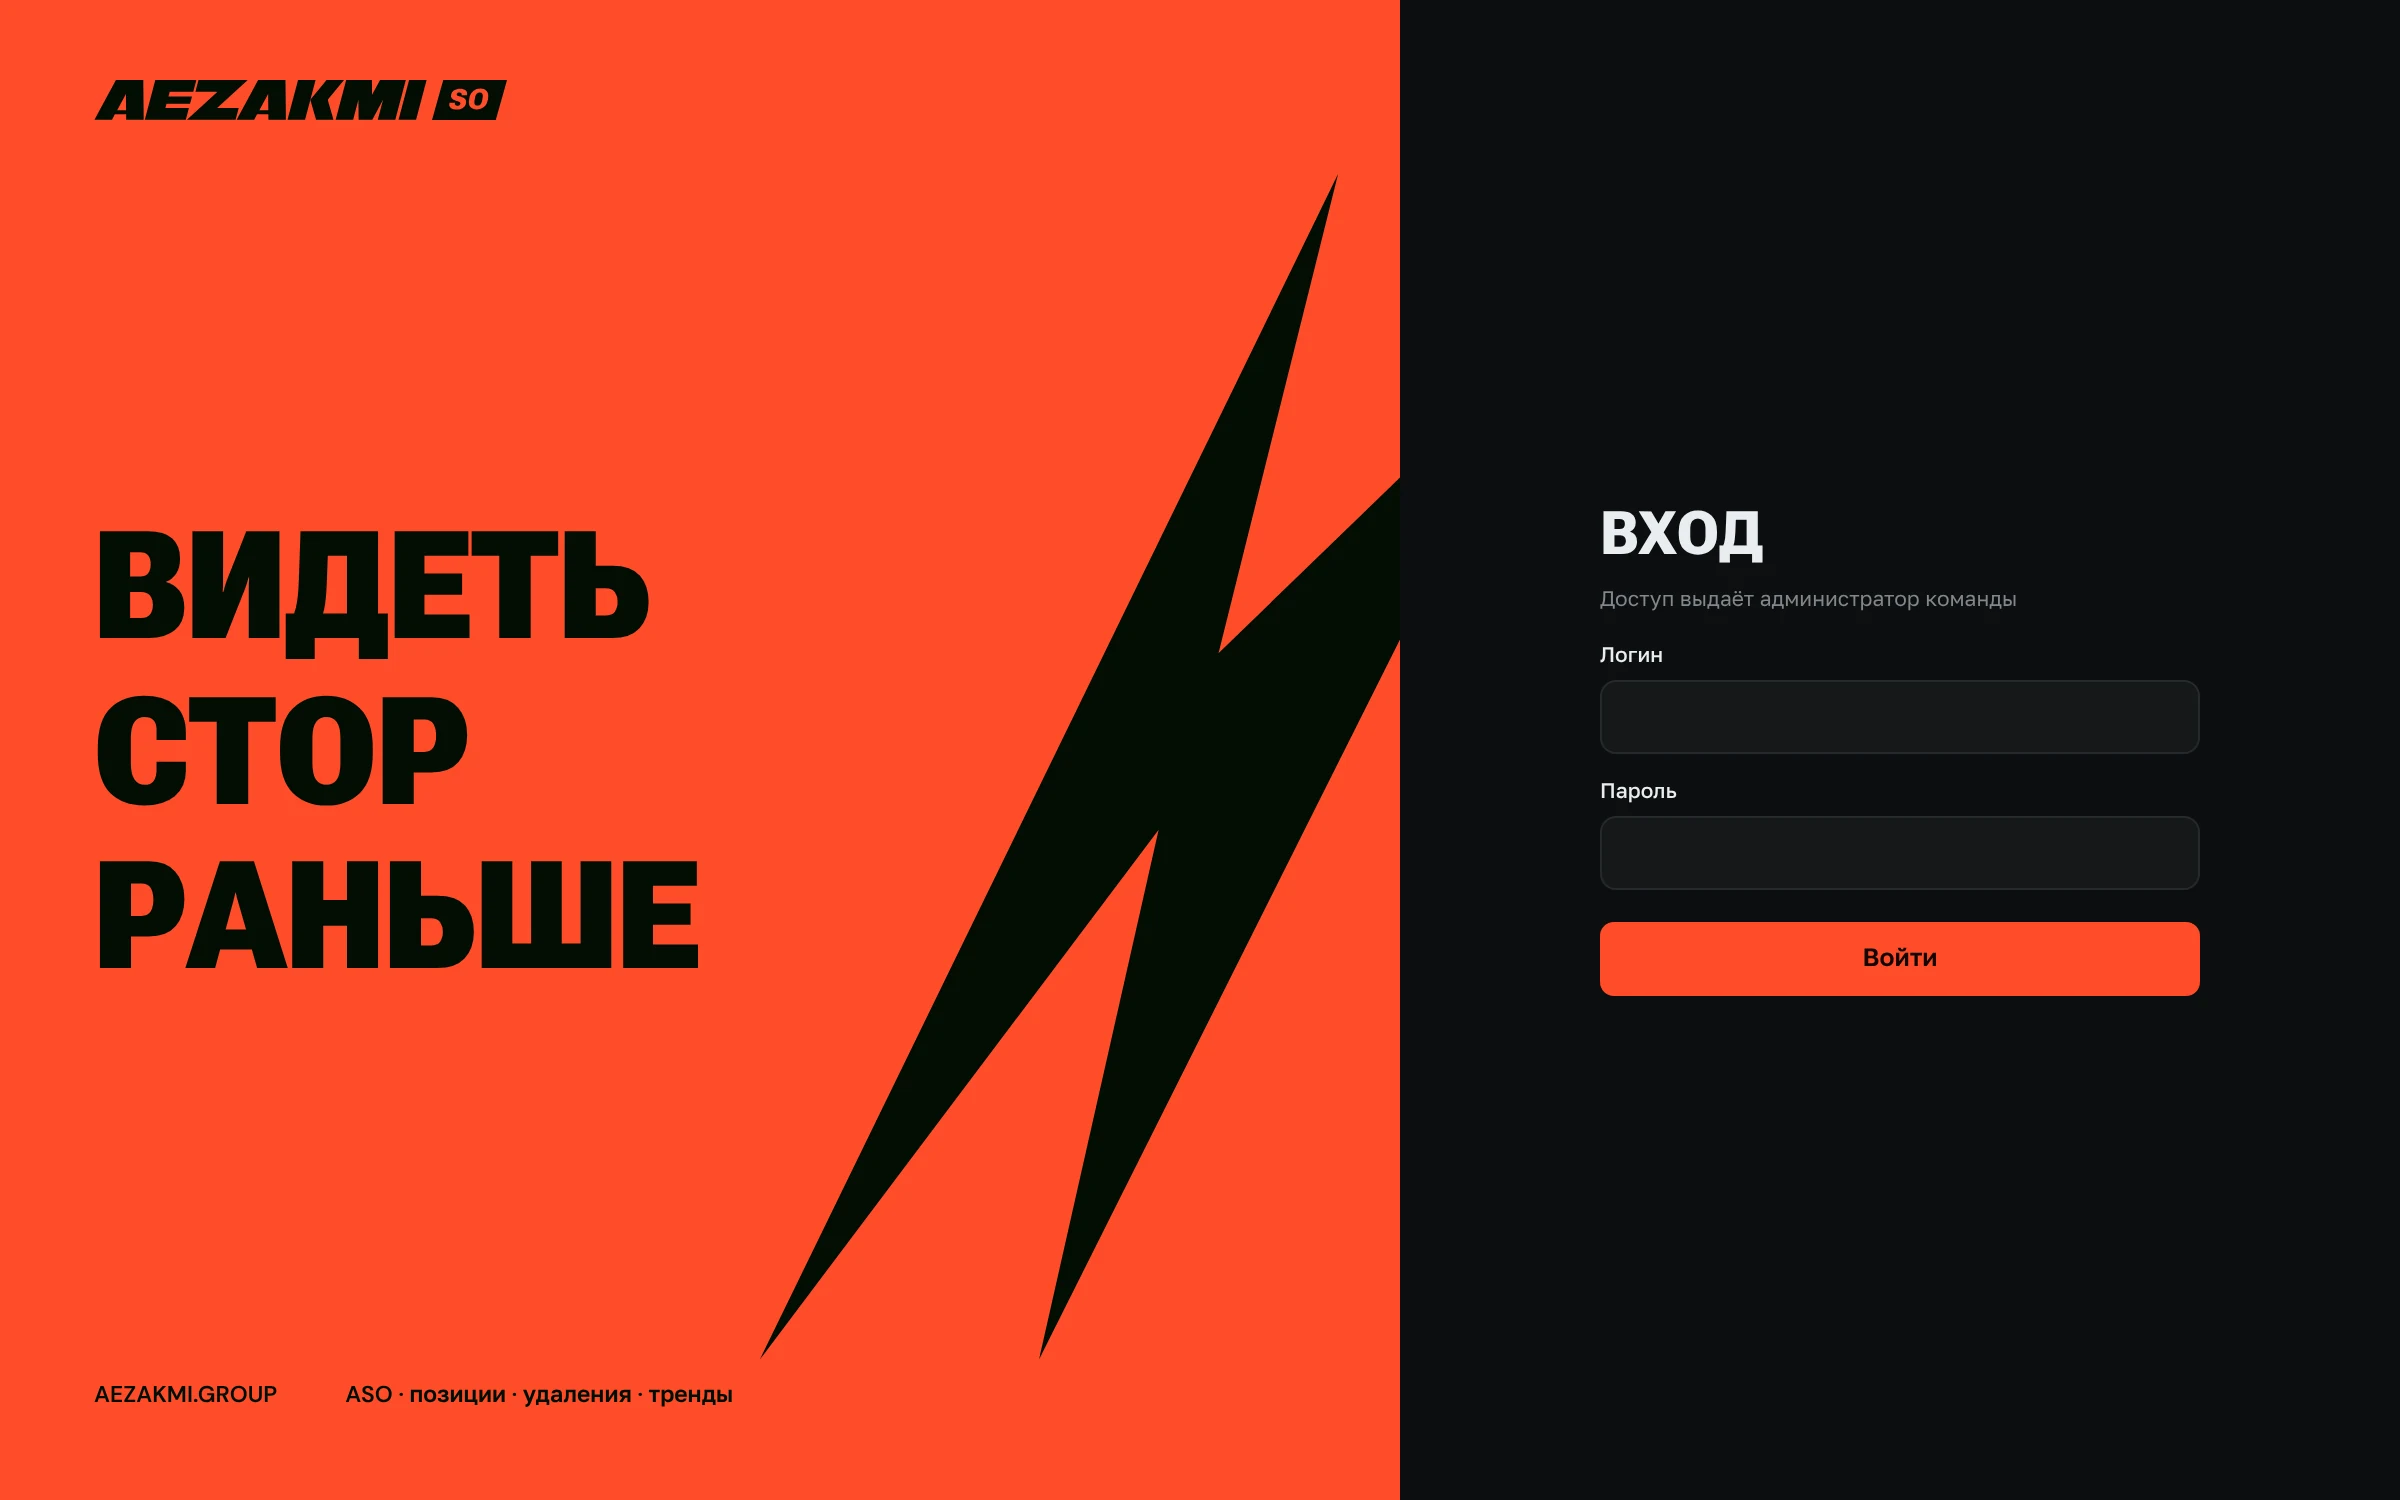 AEZAKMI SO
ВИДЕТЬ
СТОР
РАНЬШЕ
AEZAKMI.GROUP
ASO · позиции · удаления · тренды
ВХОД
Доступ выдаёт администратор команды
Логин
Пароль
Войти